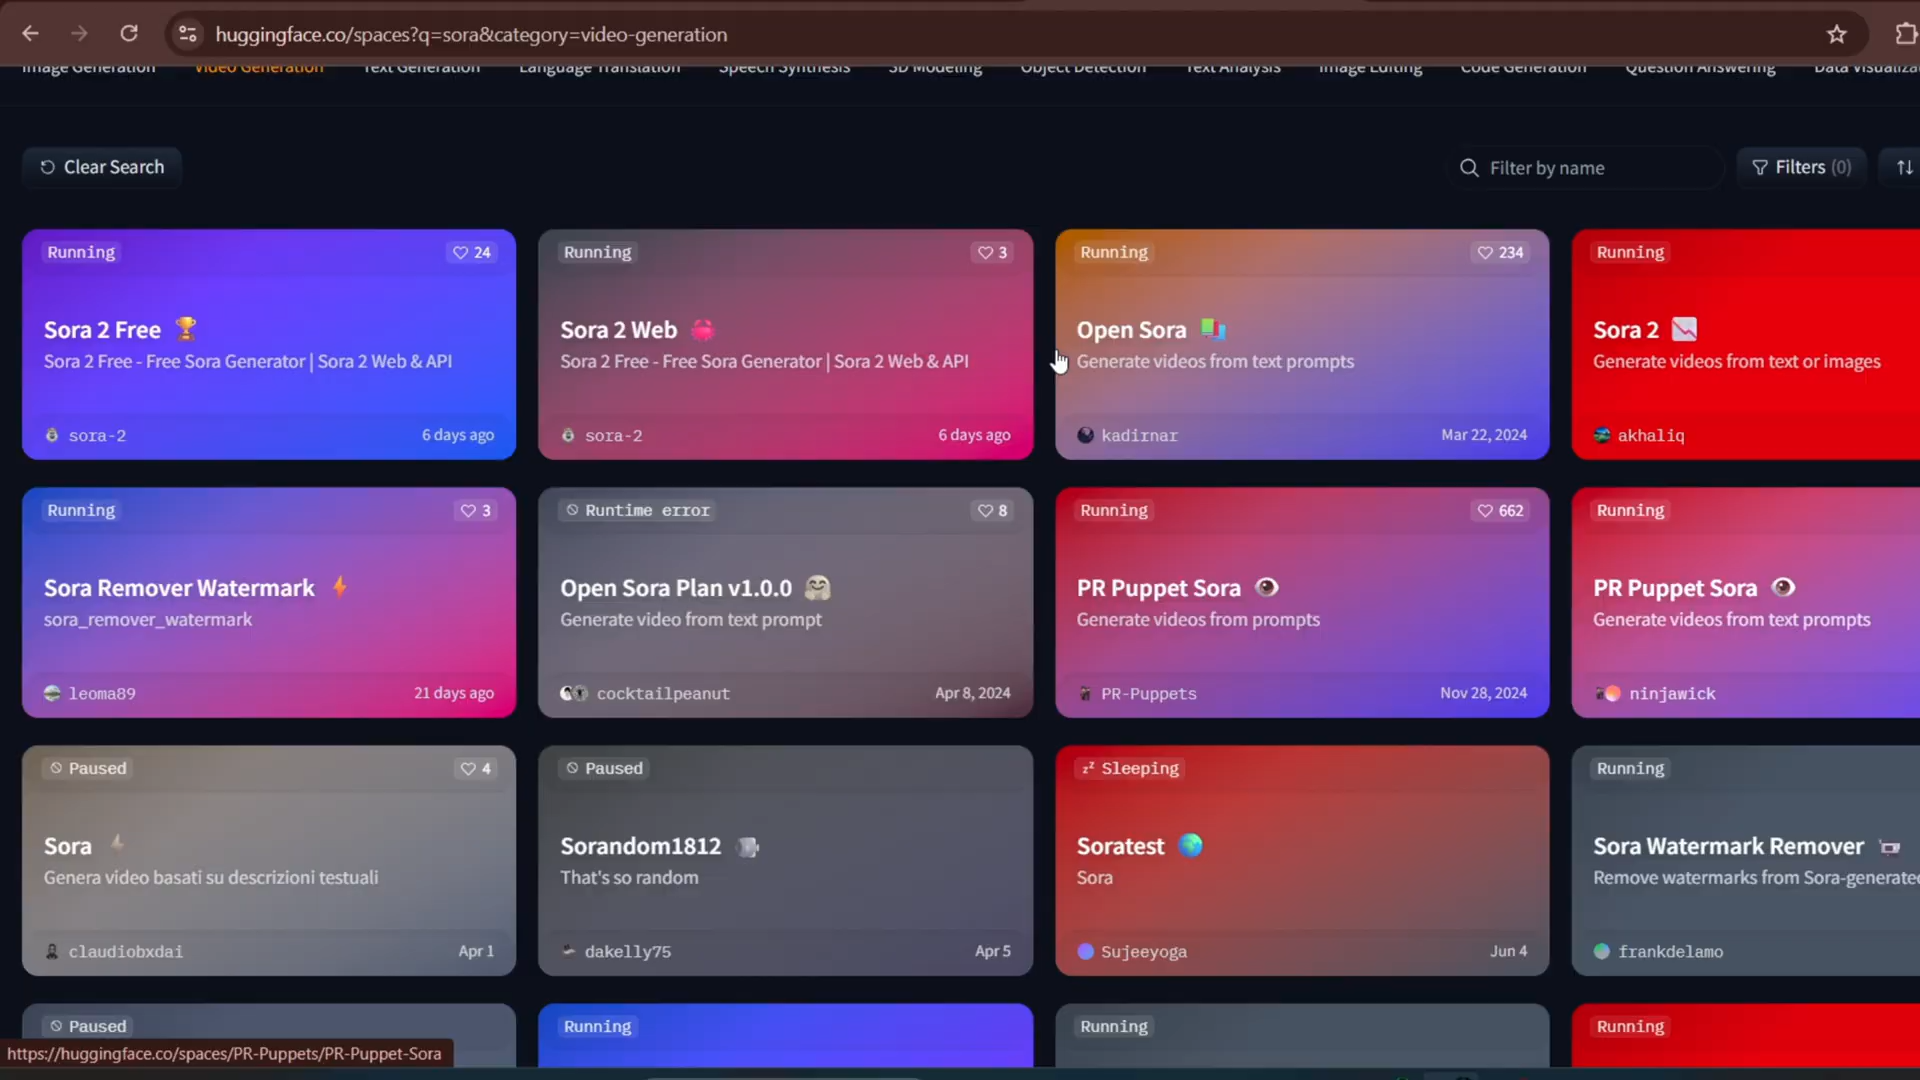 huggingface.co/spaces?q=sora&category=video-generation
Image Generation Video Generation Text Generation Language Translation Speech Synthesis 3D Modeling Object Detection Text Analysis Image Editing Code Generation Question Answering Data Visualiza
Clear Search Filter by name Filters (0)
Running 24 Running 3 Running 234 Running
Sora 2 Free Sora 2 Web Open Sora Sora 2
Sora 2 Free - Free Sora Generator | Sora 2 Web & API Sora 2 Free - Free Sora Generator | Sora 2 Web & API Generate videos from text prompts Generate videos from text or images
sora-2 6 days ago sora-2 6 days ago kadirnar Mar 22, 2024 akhaliq
Running 3 Runtime error 8 Running 662 Running
Sora Remover Watermark Open Sora Plan v1.0.0 PR Puppet Sora PR Puppet Sora
sora_remover_watermark Generate video from text prompt Generate videos from prompts Generate videos from text prompts
leoma89 21 days ago cocktailpeanut Apr 8, 2024 PR-Puppets Nov 28, 2024 ninjawick
Paused 4 Paused Sleeping Running
Sora Sorandom1812 Soratest Sora Watermark Remover
Genera video basati su descrizioni testuali That's so random Sora Remove watermarks from Sora-generated
claudiobxdai Apr 1 dakelly75 Apr 5 Sujeeyoga Jun 4 frankdelamo
Paused Running Running Running
https://huggingface.co/spaces/PR-Puppets/PR-Puppet-Sora